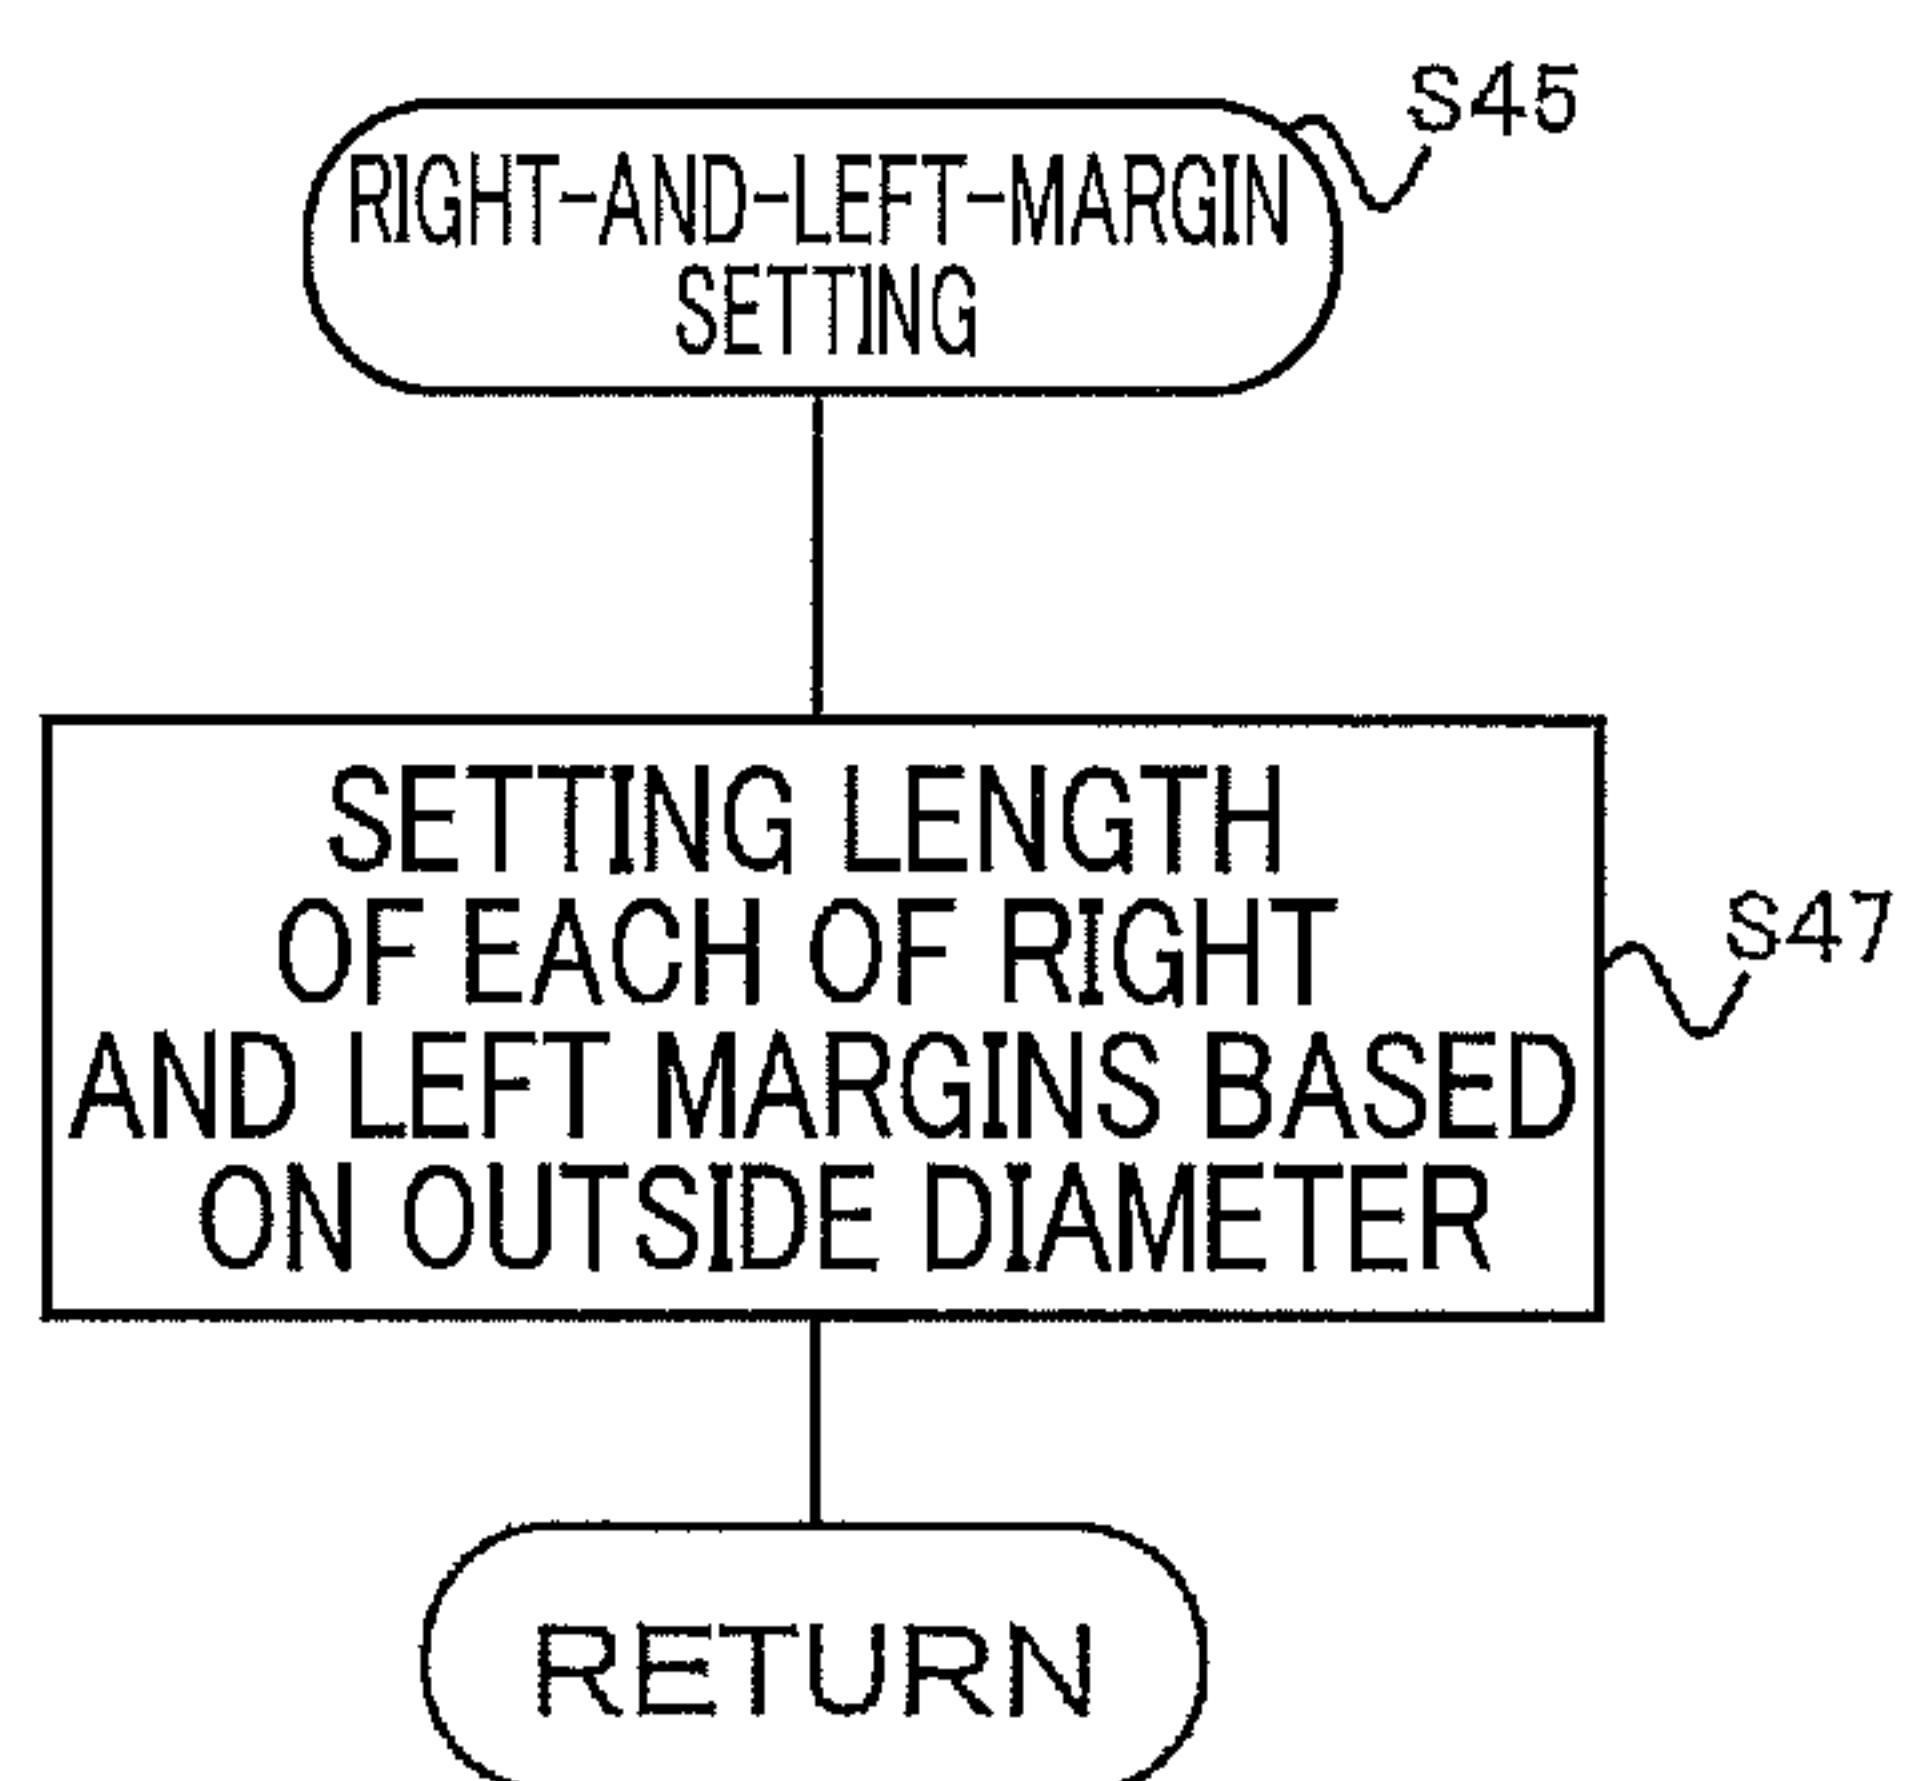 S45
RIGHT-AND-LEFT-MARGIN
SETTING
SETTING LENGTH
OF EACH OF RIGHT
AND LEFT MARGINS BASED
ON OUTSIDE DIAMETER
S47
RETURN